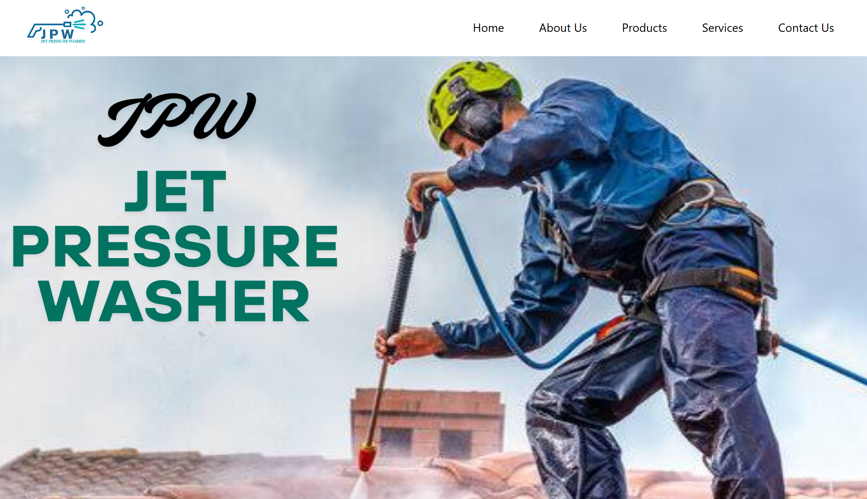 JPW
JET PRESSURE WASHER
Home
About Us
Products
Services
Contact Us
JPW
JET
PRESSURE
WASHER